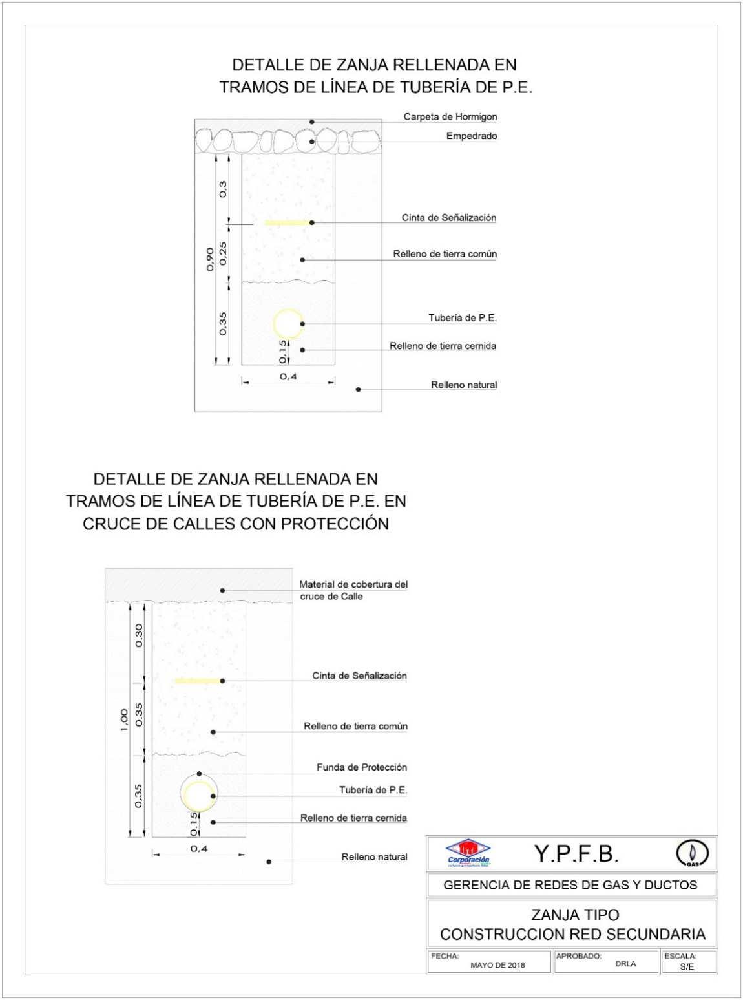 DETALLE DE ZANJA RELLENADA EN
TRAMOS DE LÍNEA DE TUBERÍA DE P.E.
Carpeta de Hormigon
Empedrado
0,3
Cinta de Señalización
0,25
0,90
Relleno de tierra común
0,35
Tubería de P.E.
0,15
Relleno de tierra cernida
0,4
Relleno natural
DETALLE DE ZANJA RELLENADA EN
TRAMOS DE LÍNEA DE TUBERÍA DE P.E. EN
CRUCE DE CALLES CON PROTECCIÓN
Material de cobertura del
cruce de Calle
0.30
Cinta de Señalización
0.35
1,00
Relleno de tierra común
Funda de Protección
0,35
Tubería de P.E.
0.15
Relleno de tierra cernida
0,4
Relleno natural
YPFB
Corporación
Y.P.F.B.
GAS
GERENCIA DE REDES DE GAS Y DUCTOS
ZANJA TIPO
CONSTRUCCION RED SECUNDARIA
FECHA:
MAYO DE 2018
APROBADO:
DRLA
ESCALA:
S/E